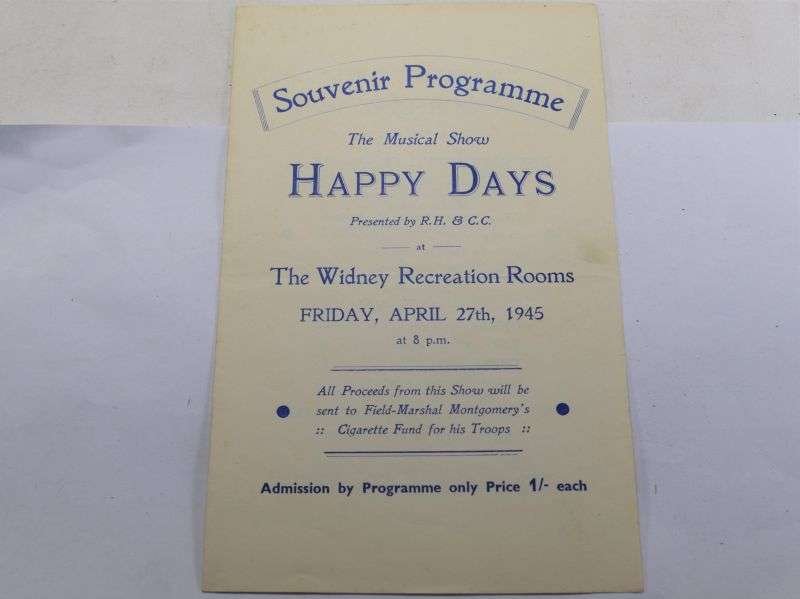 Souvenir Programme
The Musical Show
HAPPY DAYS
Presented by R.H. & C.C.
at
The Widney Recreation Rooms
FRIDAY, APRIL 27th, 1945
at 8 p.m.
All Proceeds from this Show will be
sent to Field-Marshal Montgomery's
:: Cigarette Fund for his Troops ::
Admission by Programme only Price 1/- each